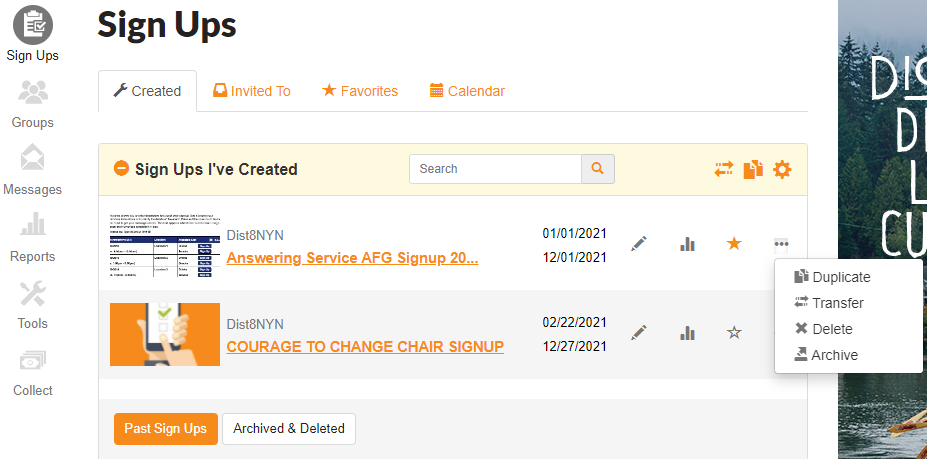 Sign Ups
Sign Ups
Groups
Messages
Reports
Tools
Collect
Created
Invited To
Favorites
Calendar
Sign Ups I've Created
Search
Dist8NYN
Answering Service AFG Signup 20...
01/01/2021
12/01/2021
Duplicate
Transfer
Delete
Archive
Dist8NYN
COURAGE TO CHANGE CHAIR SIGNUP
02/22/2021
12/27/2021
Past Sign Ups
Archived & Deleted